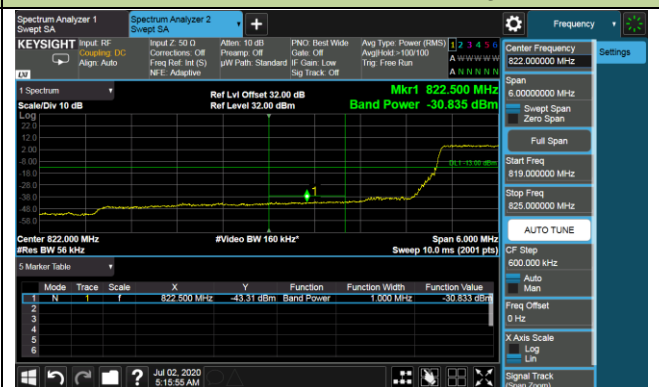 Spectrum Analyzer 1
Swept SA
Spectrum Analyzer 2
Swept SA
+
Frequency
KEYSIGHT
Input: RF
Coupling: DC
Align: Auto
Input Z: 50 Ω
Corrections: Off
Freq Ref: Int (S)
NFE: Adaptive
Atten: 10 dB
Preamp: Off
µW Path: Standard
PNO: Best Wide
Gate: Off
IF Gain: Low
Sig Track: Off
Avg Type: Power (RMS)
Avg|Hold:>100/100
Trig: Free Run
1 2 3 4 5 6
A W W W W W
A N N N N N
LXI
1 Spectrum
Scale/Div 10 dB
Ref Lvl Offset 32.00 dB
Ref Level 32.00 dBm
Mkr1 822.500 MHz
Band Power -30.835 dBm
Log
22.0
12.0
2.00
-8.00
-18.0
-28.0
-38.0
-48.0
-58.0
DL1 -13.00 dBm
1
Center 822.000 MHz
#Res BW 56 kHz
#Video BW 160 kHz*
Span 6.000 MHz
Sweep 10.0 ms (2001 pts)
5 Marker Table
Mode Trace Scale X Y Function Function Width Function Value
1 N 1 f 822.500 MHz -43.31 dBm Band Power 1.000 MHz -30.833 dBm
2
3
4
5
6
? Jul 02, 2020
5:15:55 AM
Center Frequency
822.000000 MHz
Settings
Span
6.00000000 MHz
Swept Span
Zero Span
Full Span
Start Freq
819.000000 MHz
Stop Freq
825.000000 MHz
AUTO TUNE
CF Step
600.000 kHz
Auto
Man
Freq Offset
0 Hz
X Axis Scale
Log
Lin
Signal Track
(Span Zoom)